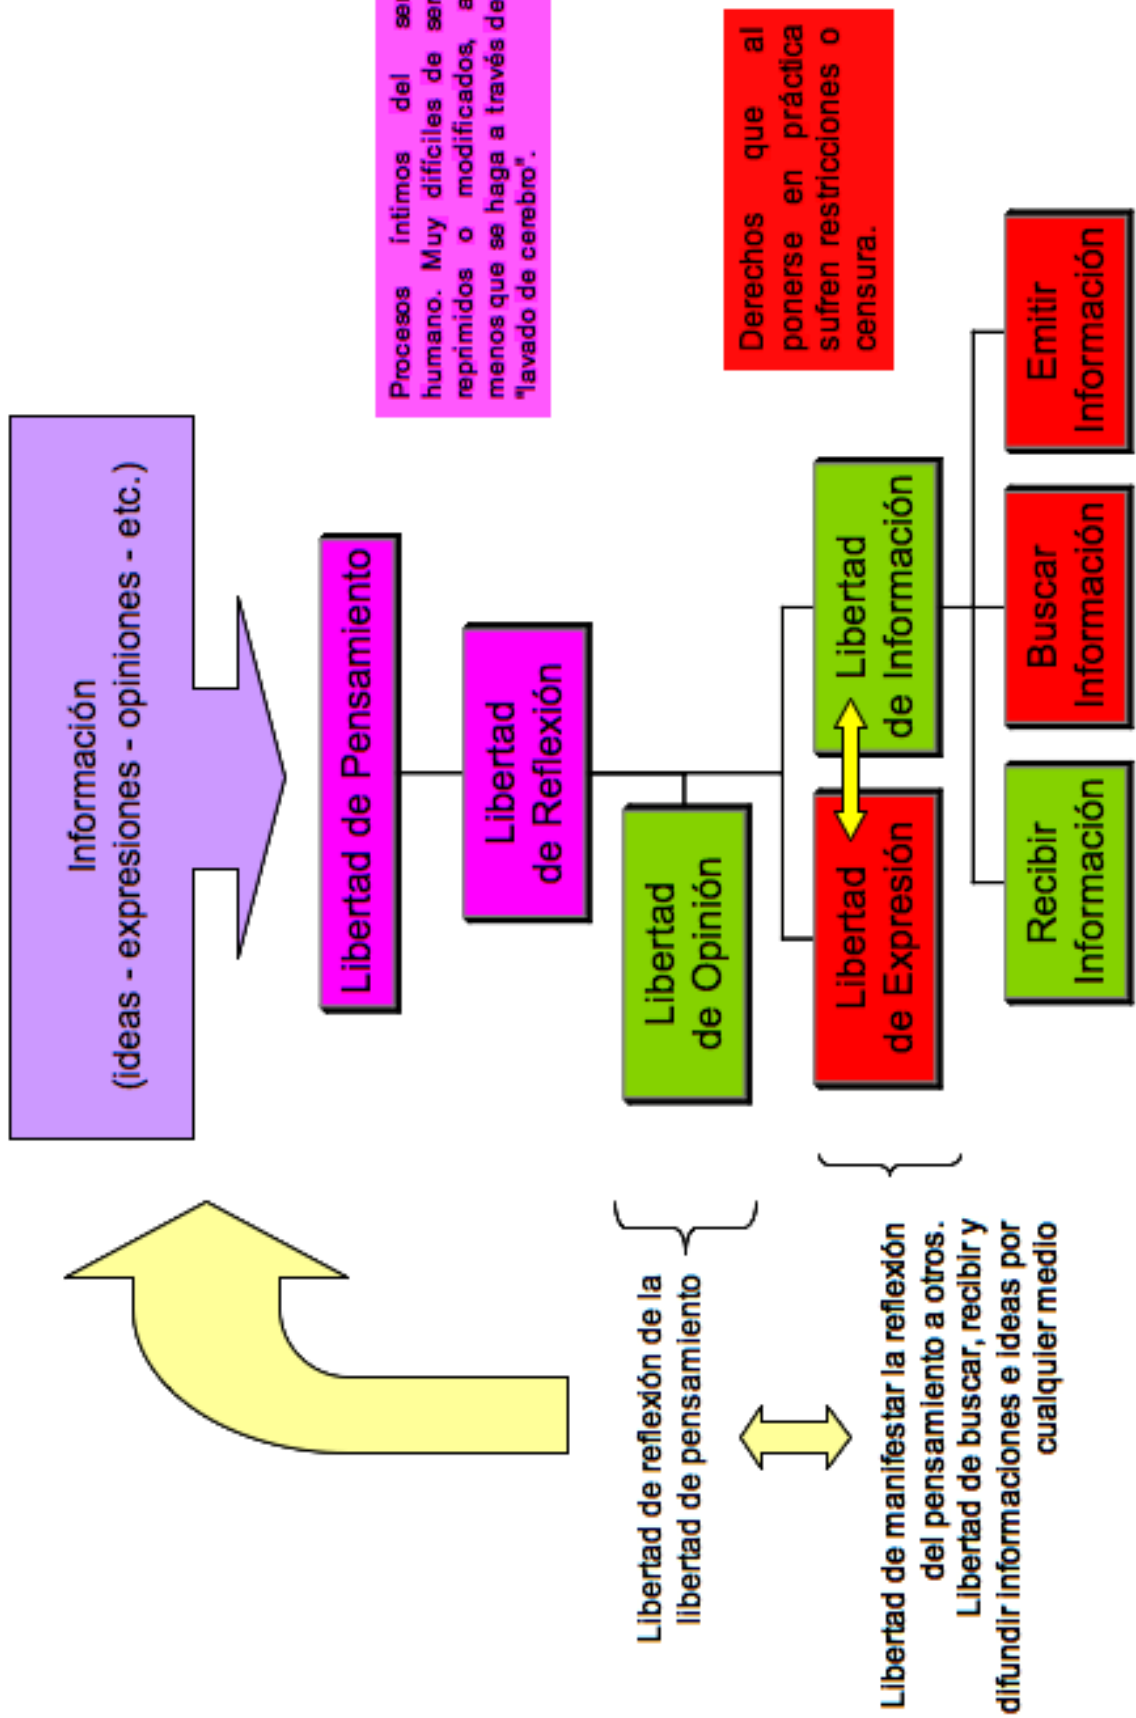 Información
(ideas - expresiones - opiniones - etc.)
Libertad de Pensamiento
Procesos íntimos del ser
humano. Muy difíciles de ser
reprimidos o modificados, a
menos que se haga a través de
"lavado de cerebro".
Libertad
de Reflexión
Libertad de reflexión de la
libertad de pensamiento
Libertad
de Opinión
Libertad de manifestar la reflexión
del pensamiento a otros.
Libertad de buscar, recibir y
difundir informaciones e ideas por
cualquier medio
Libertad
de Expresión
Libertad
de Información
Derechos que al
ponerse en práctica
sufren restricciones o
censura.
Recibir
Información
Buscar
Información
Emitir
Información